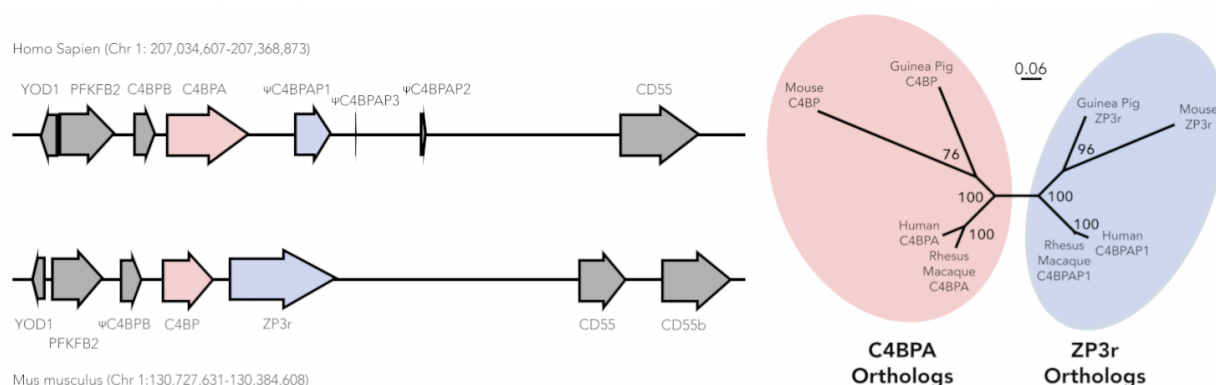 Homo Sapien (Chr 1: 207,034,607-207,368,873)
YOD1 PFKFB2 C4BPB C4BPA ΨC4BPAP1 ΨC4BPAP3 ΨC4BPAP2 CD55
YOD1 PFKFB2 ΨC4BPB C4BP ZP3r CD55 CD55b
Mus musculus (Chr 1:130,727,631-130,384,608)
Guinea Pig
C4BP
Mouse
C4BP
0.06
Guinea Pig
ZP3r
Mouse
ZP3r
76
96
100
100
Human
C4BPA
100
Rhesus
Macaque
C4BPA
100
Human
C4BPAP1
Rhesus
Macaque
C4BPAP1
C4BPA
Orthologs
ZP3r
Orthologs